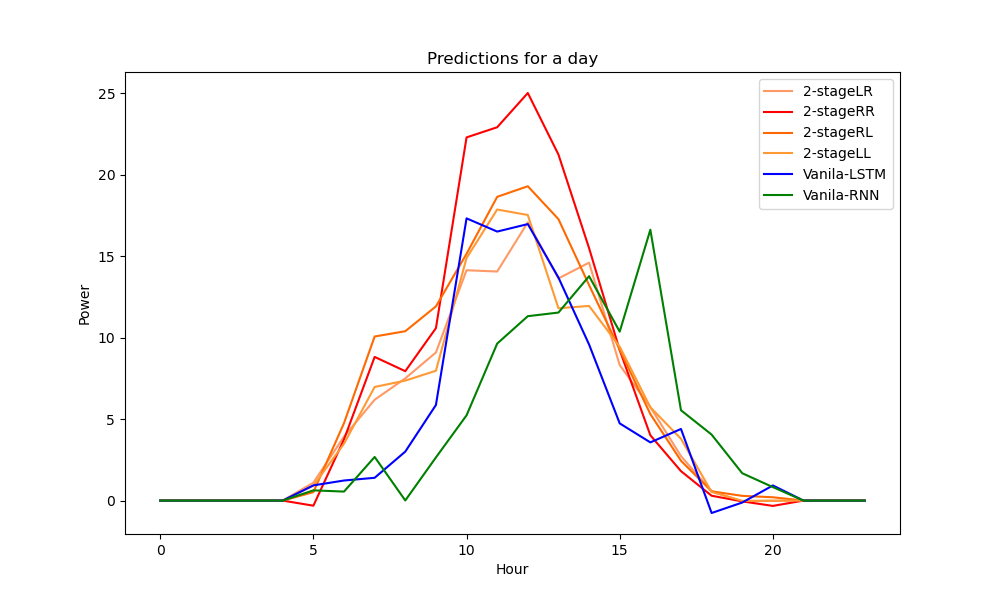 Predictions for a day
2-stageLR
2-stageRR
2-stageRL
2-stageLL
Vanila-LSTM
Vanila-RNN
Power
25
20
15
10
5
0
0 5 10 15 20
Hour